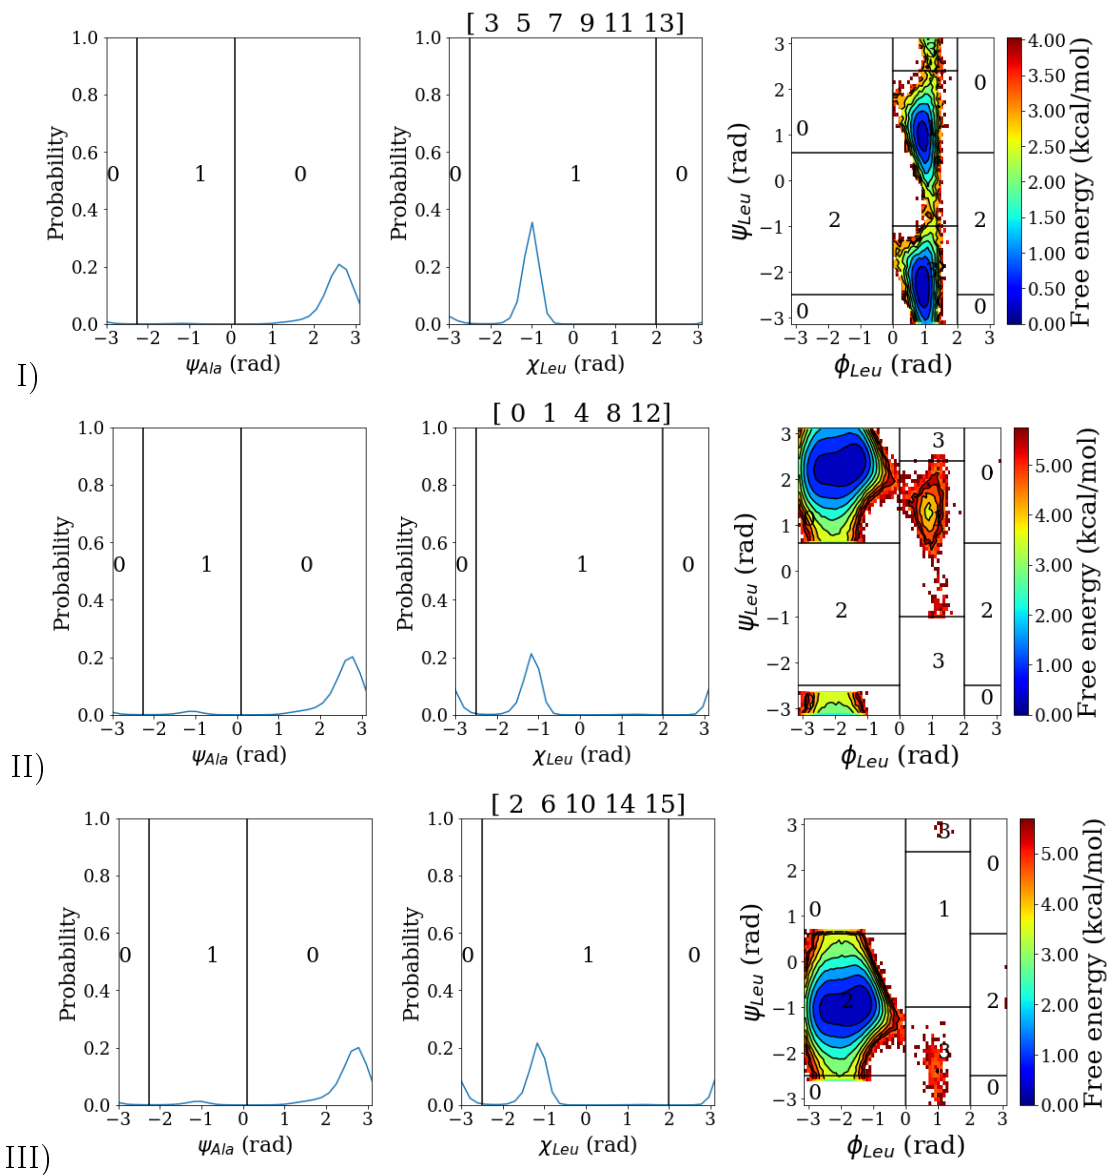 [ 3 5 7 9 11 13]
1.0
0.8
0.6
0.4
0.2
0.0
Probability
0 1 0
−3 −2 −1 0 1 2 3
ψAla (rad)
1.0
0.8
0.6
0.4
0.2
0.0
Probability
0 1 0
−3 −2 −1 0 1 2 3
χLeu (rad)
3
2
1
0
−1
−2
−3
ψLeu (rad)
0
0
2
2
0
0
−3 −2 −1 0 1 2 3
ϕLeu (rad)
4.00
3.50
3.00
2.50
2.00
1.50
1.00
0.50
0.00
Free energy (kcal/mol)
I)
[ 0 1 4 8 12]
1.0
0.8
0.6
0.4
0.2
0.0
Probability
0 1 0
−3 −2 −1 0 1 2 3
ψAla (rad)
1.0
0.8
0.6
0.4
0.2
0.0
Probability
0 1 0
−3 −2 −1 0 1 2 3
χLeu (rad)
3
2
1
0
−1
−2
−3
ψLeu (rad)
3
0
2
2
3
0
−3 −2 −1 0 1 2 3
ϕLeu (rad)
5.00
4.00
3.00
2.00
1.00
0.00
Free energy (kcal/mol)
II)
[ 2 6 10 14 15]
1.0
0.8
0.6
0.4
0.2
0.0
Probability
0 1 0
−3 −2 −1 0 1 2 3
ψAla (rad)
1.0
0.8
0.6
0.4
0.2
0.0
Probability
0 1 0
−3 −2 −1 0 1 2 3
χLeu (rad)
3
2
1
0
−1
−2
−3
ψLeu (rad)
3
0
0 1
2 2
3
0 0
−3 −2 −1 0 1 2 3
ϕLeu (rad)
5.00
4.00
3.00
2.00
1.00
0.00
Free energy (kcal/mol)
III)